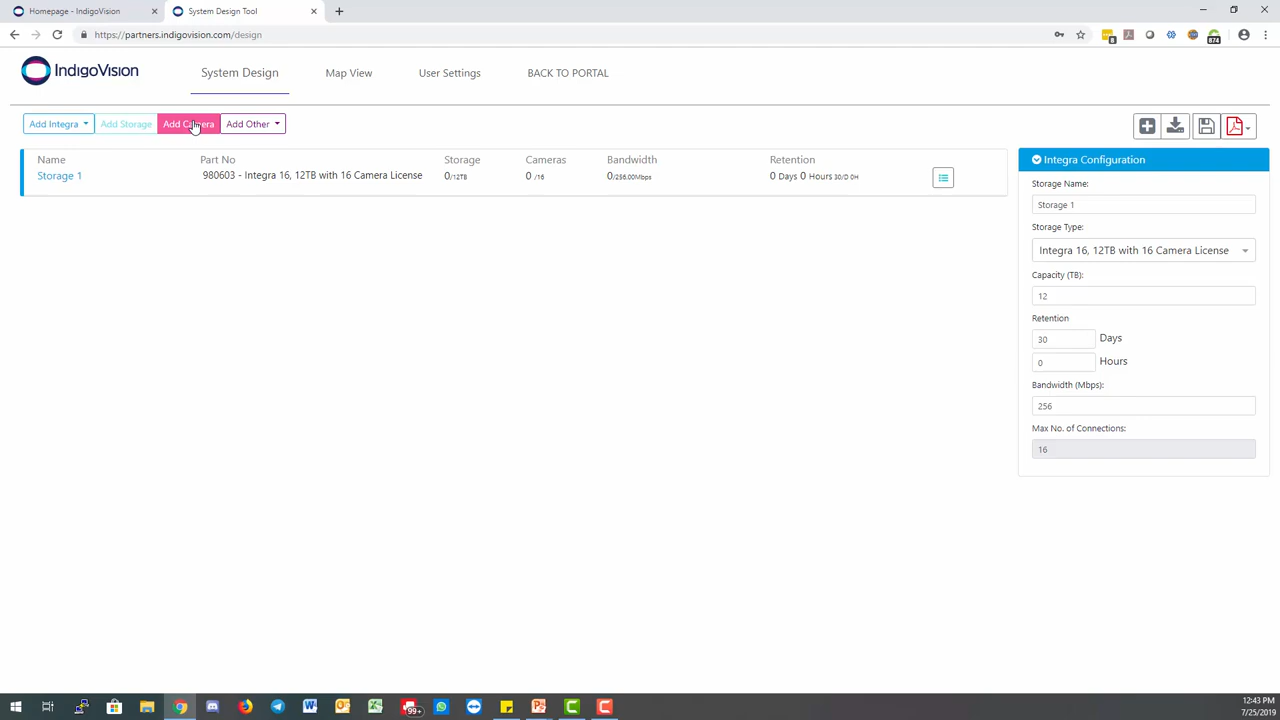 Homepage - IndigoVision
System Design Tool
https://partners.indigovision.com/design
8
874
IndigoVision
System Design
Map View
User Settings
BACK TO PORTAL
Add Integra
Add Storage
Add Camera
Add Other
Name Part No Storage Cameras Bandwidth Retention
Storage 1 980603 - Integra 16, 12TB with 16 Camera License 0/12TB 0 /16 0/256.00Mbps 0 Days 0 Hours 30/D 0H
Integra Configuration
Storage Name:
Storage 1
Storage Type:
Integra 16, 12TB with 16 Camera License
Capacity (TB):
12
Retention
30 Days
0 Hours
Bandwidth (Mbps):
256
Max No. of Connections:
16
99+
12:43 PM
7/25/2019